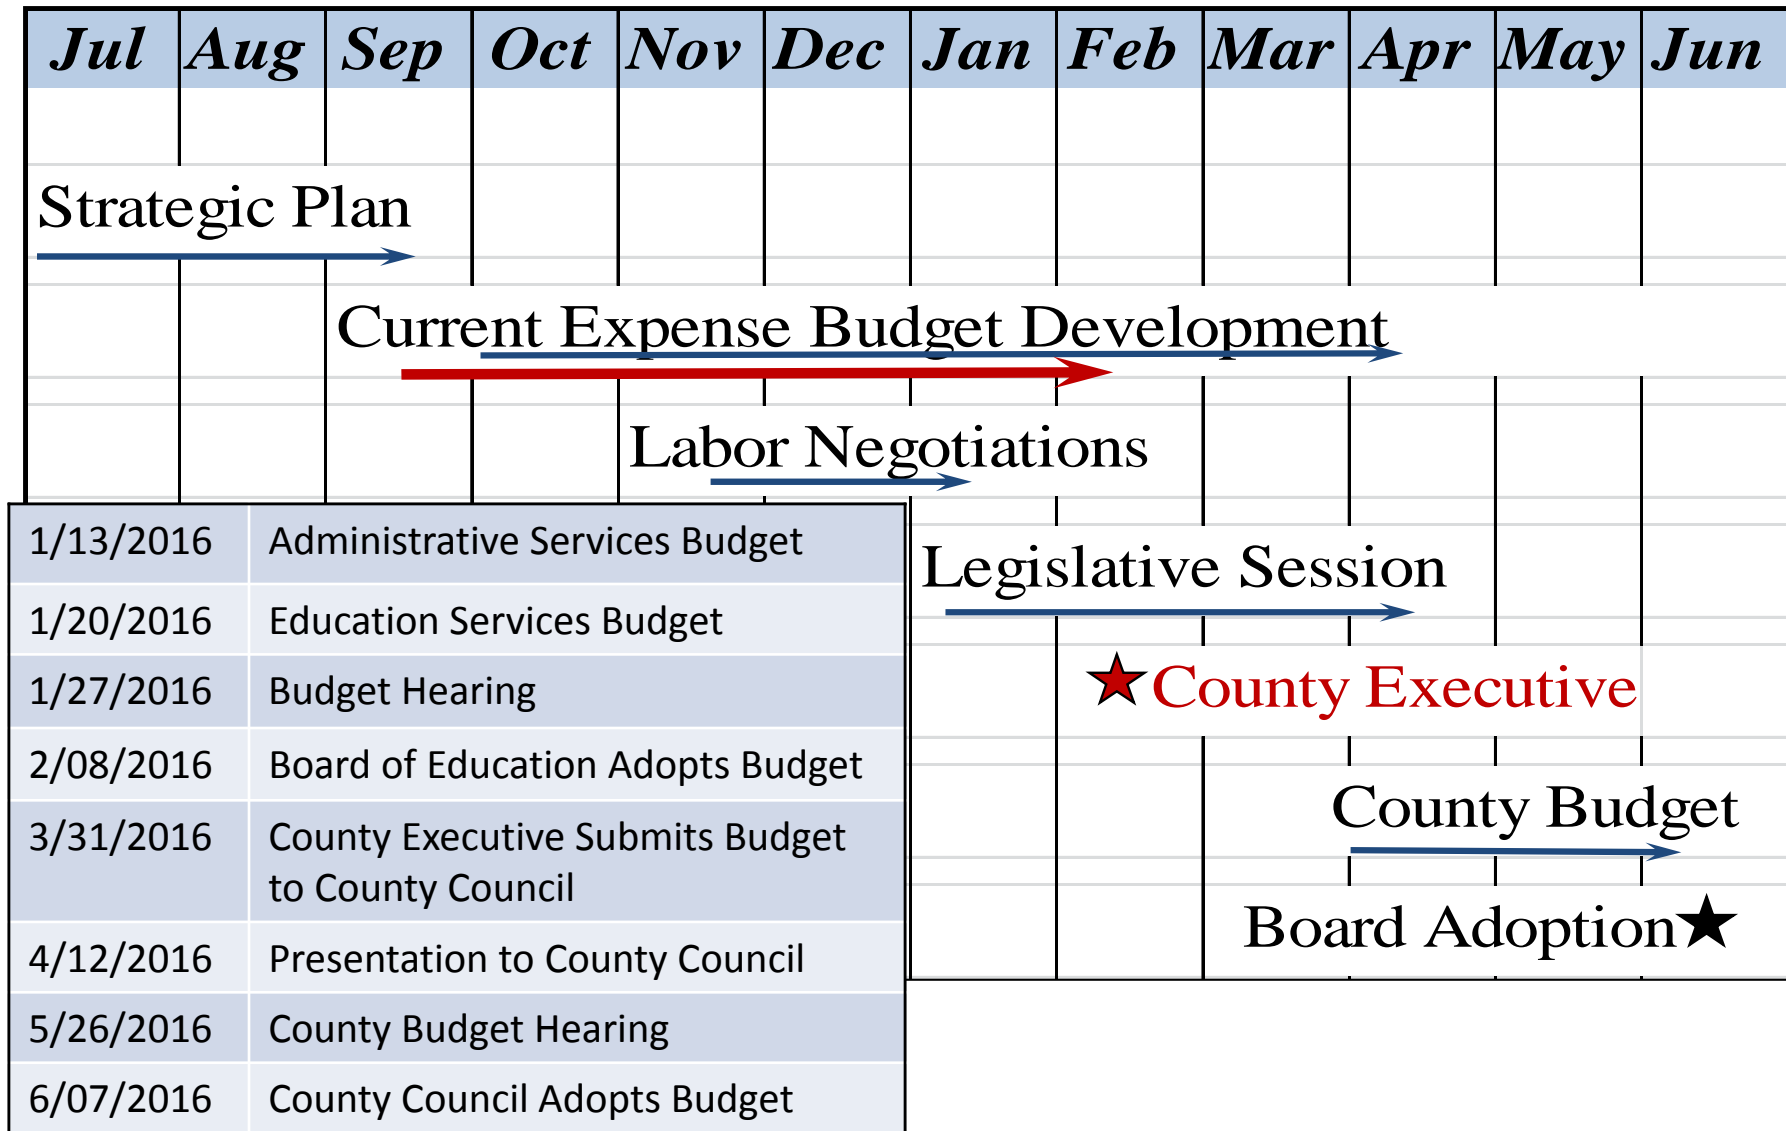 Jul Aug Sep Oct Nov Dec Jan Feb Mar Apr May Jun
Strategic Plan
Current Expense Budget Development
Labor Negotiations
Legislative Session
County Executive
County Budget
Board Adoption
1/13/2016 Administrative Services Budget
1/20/2016 Education Services Budget
1/27/2016 Budget Hearing
2/08/2016 Board of Education Adopts Budget
3/31/2016 County Executive Submits Budget
to County Council
4/12/2016 Presentation to County Council
5/26/2016 County Budget Hearing
6/07/2016 County Council Adopts Budget